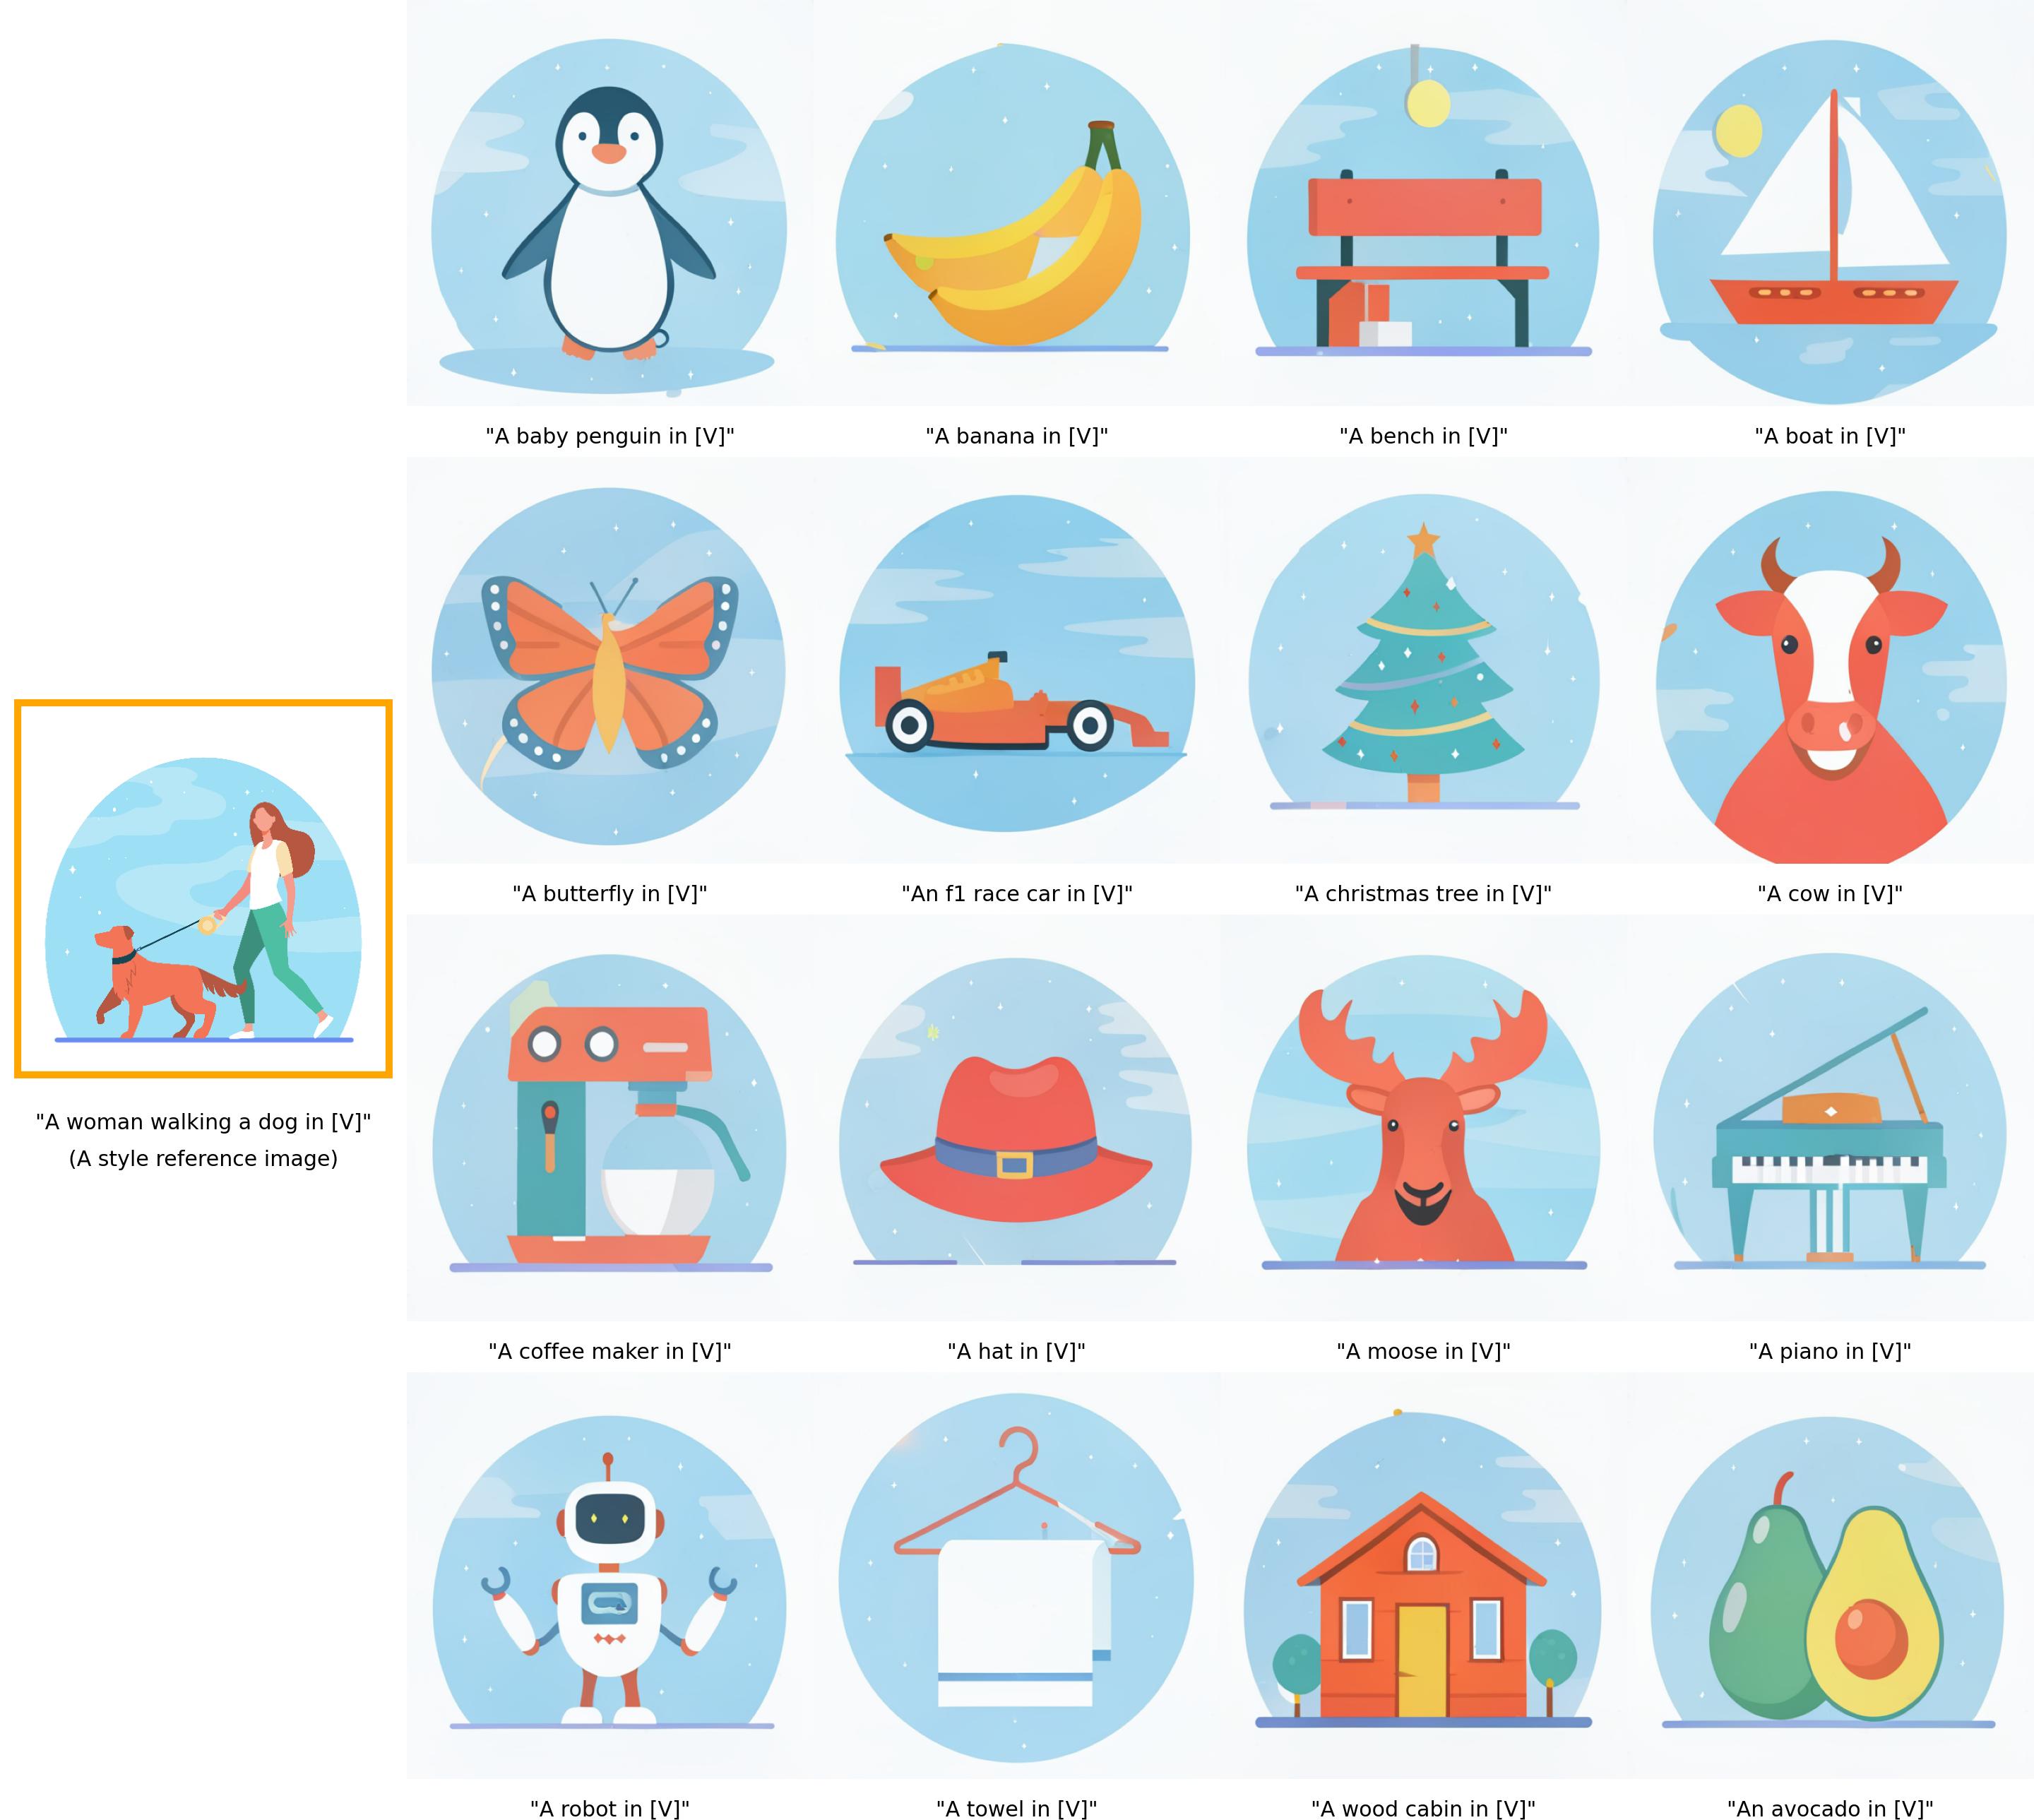 "A baby penguin in [V]"
"A banana in [V]"
"A bench in [V]"
"A boat in [V]"
"A butterfly in [V]"
"An f1 race car in [V]"
"A christmas tree in [V]"
"A cow in [V]"
"A woman walking a dog in [V]"
(A style reference image)
"A coffee maker in [V]"
"A hat in [V]"
"A moose in [V]"
"A piano in [V]"
"A robot in [V]"
"A towel in [V]"
"A wood cabin in [V]"
"An avocado in [V]"